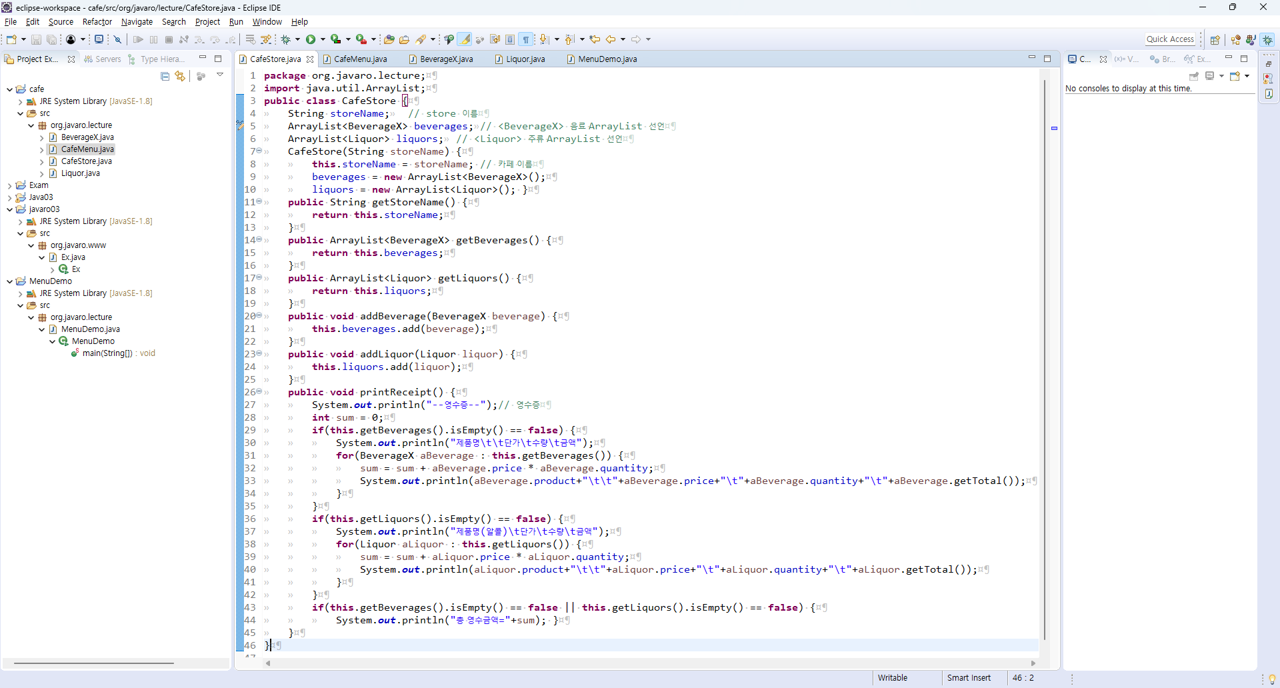 eclipse-workspace - cafe/src/org/javaro/lecture/CafeStore.java - Eclipse IDE
File Edit Source Refactor Navigate Search Project Run Window Help
Quick Access
Project Ex... Servers Type Hiera...
CafeStore.java CafeMenu.java BeverageX.java Liquor.java MenuDemo.java
C... V... Br... Ex...
No consoles to display at this time.
cafe
JRE System Library [JavaSE-1.8]
src
org.javaro.lecture
BeverageX.java
CafeMenu.java
CafeStore.java
Liquor.java
Exam
Java03
javaro03
JRE System Library [JavaSE-1.8]
src
org.javaro.www
Ex.java
Ex
MenuDemo
JRE System Library [JavaSE-1.8]
src
org.javaro.lecture
MenuDemo.java
MenuDemo
main(String[]) : void
1 package org.javaro.lecture;
2 import java.util.ArrayList;
3 public class CafeStore {
4 String storeName; // store 이름
5 ArrayList<BeverageX> beverages; // <BeverageX> 음료 ArrayList 선언
6 ArrayList<Liquor> liquors; // <Liquor> 주류 ArrayList 선언
7 CafeStore(String storeName) {
8 this.storeName = storeName; // 카페 이름
9 beverages = new ArrayList<BeverageX>();
10 liquors = new ArrayList<Liquor>(); }
11 public String getStoreName() {
12 return this.storeName;
13 }
14 public ArrayList<BeverageX> getBeverages() {
15 return this.beverages;
16 }
17 public ArrayList<Liquor> getLiquors() {
18 return this.liquors;
19 }
20 public void addBeverage(BeverageX beverage) {
21 this.beverages.add(beverage);
22 }
23 public void addLiquor(Liquor liquor) {
24 this.liquors.add(liquor);
25 }
26 public void printReceipt() {
27 System.out.println("--영수증--");// 영수증
28 int sum = 0;
29 if(this.getBeverages().isEmpty() == false) {
30 System.out.println("제품명\t\t단가\t수량\t금액");
31 for(BeverageX aBeverage : this.getBeverages()) {
32 sum = sum + aBeverage.price * aBeverage.quantity;
33 System.out.println(aBeverage.product+"\t\t"+aBeverage.price+"\t"+aBeverage.quantity+"\t"+aBeverage.getTotal());
34 }
35 }
36 if(this.getLiquors().isEmpty() == false) {
37 System.out.println("제품명(알콜)\t단가\t수량\t금액");
38 for(Liquor aLiquor : this.getLiquors()) {
39 sum = sum + aLiquor.price * aLiquor.quantity;
40 System.out.println(aLiquor.product+"\t\t"+aLiquor.price+"\t"+aLiquor.quantity+"\t"+aLiquor.getTotal());
41 }
42 }
43 if(this.getBeverages().isEmpty() == false || this.getLiquors().isEmpty() == false) {
44 System.out.println("총 영수금액="+sum); }
45 }
46 }
47
Writable Smart Insert 46 : 2